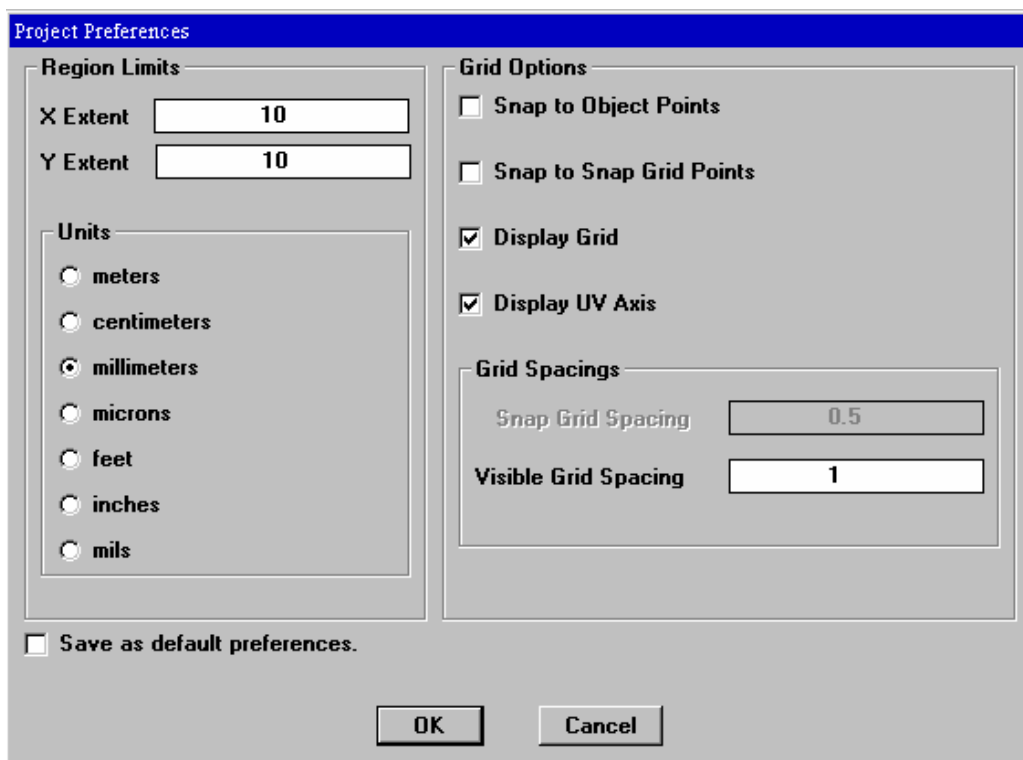 Project Preferences
Region Limits
X Extent 10
Y Extent 10
Units
meters
centimeters
millimeters
microns
feet
inches
mils
Grid Options
Snap to Object Points
Snap to Snap Grid Points
Display Grid
Display UV Axis
Grid Spacings
Snap Grid Spacing 0.5
Visible Grid Spacing 1
Save as default preferences.
OK Cancel